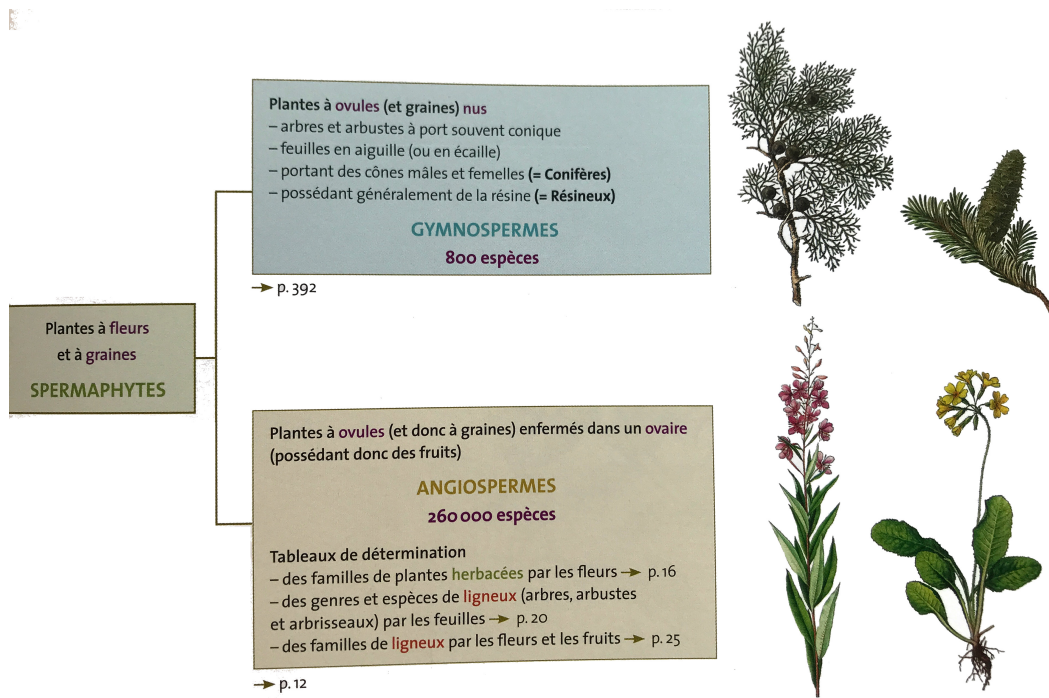 Plantes à ovules (et graines) nus
– arbres et arbustes à port souvent conique
– feuilles en aiguille (ou en écaille)
– portant des cônes mâles et femelles (= Conifères)
– possédant généralement de la résine (= Résineux)
GYMNOSPERMES
800 espèces
→ p. 392
Plantes à fleurs
et à graines
SPERMAPHYTES
Plantes à ovules (et donc à graines) enfermés dans un ovaire
(possédant donc des fruits)
ANGIOSPERMES
260 000 espèces
Tableaux de détermination
– des familles de plantes herbacées par les fleurs → p. 16
– des genres et espèces de ligneux (arbres, arbustes
et arbrisseaux) par les feuilles → p. 20
– des familles de ligneux par les fleurs et les fruits → p. 25
→ p. 12